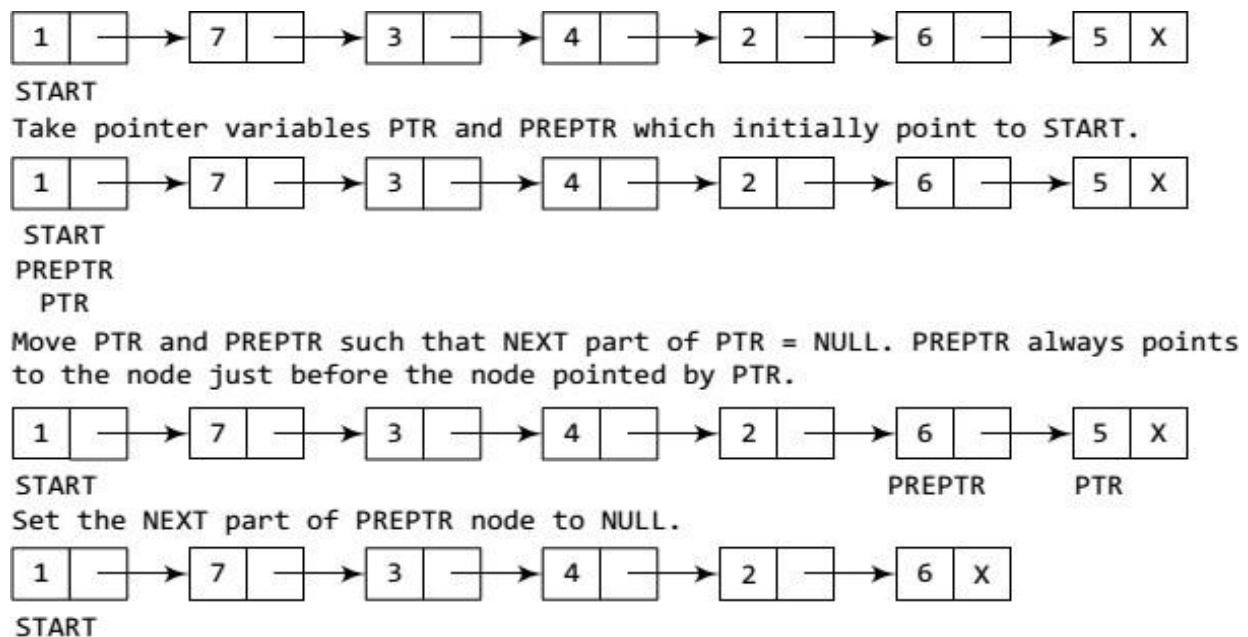 1 7 3 4 2 6 5 X
START
Take pointer variables PTR and PREPTR which initially point to START.
1 7 3 4 2 6 5 X
START
PREPTR
PTR
Move PTR and PREPTR such that NEXT part of PTR = NULL. PREPTR always points
to the node just before the node pointed by PTR.
1 7 3 4 2 6 5 X
START PREPTR PTR
Set the NEXT part of PREPTR node to NULL.
1 7 3 4 2 6 X
START